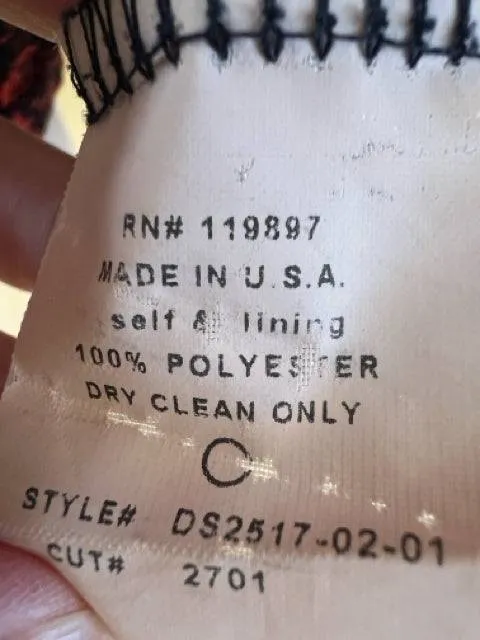 RN# 119897
MADE IN U.S.A.
self & lining
100% POLYESTER
DRY CLEAN ONLY
STYLE# DS2517-02-01
CUT# 2701